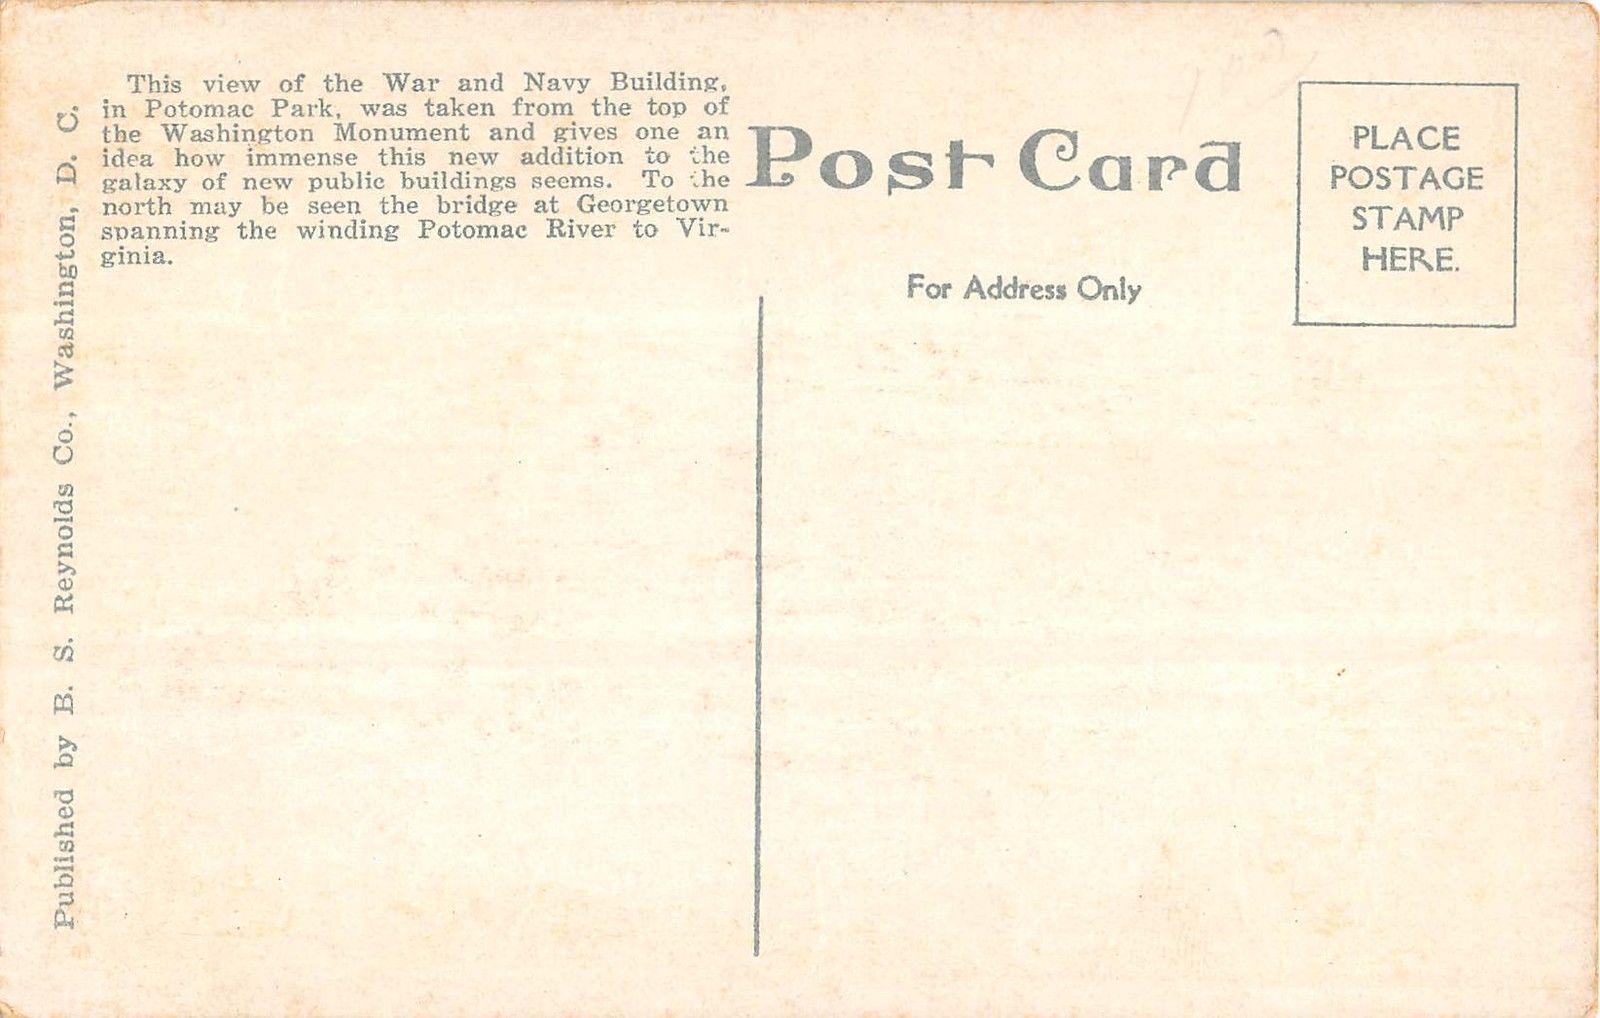 This view of the War and Navy Building,
in Potomac Park, was taken from the top of
the Washington Monument and gives one an
idea how immense this new addition to the
galaxy of new public buildings seems. To the
north may be seen the bridge at Georgetown
spanning the winding Potomac River to Vir-
ginia.
Published by B. S. Reynolds Co., Washington, D. C.
Post Card
For Address Only
PLACE
POSTAGE
STAMP
HERE.